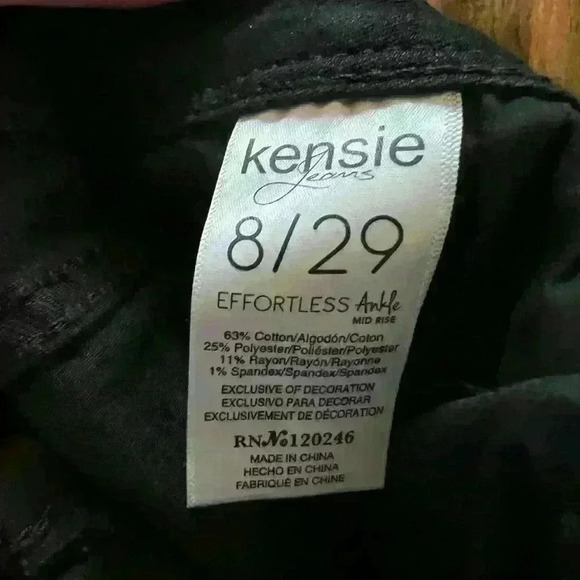 kensie
Jeans
8/29
EFFORTLESS Ankle
MID RISE
63% Cotton/Algodón/Coton
25% Polyester/Poliéster/Polyester
11% Rayon/Rayón/Rayonne
1% Spandex/Spandex/Spandex
EXCLUSIVE OF DECORATION
EXCLUSIVO PARA DECORAR
EXCLUSIVEMENT DE DÉCORATION
RN№120246
MADE IN CHINA
HECHO EN CHINA
FABRIQUÉ EN CHINE